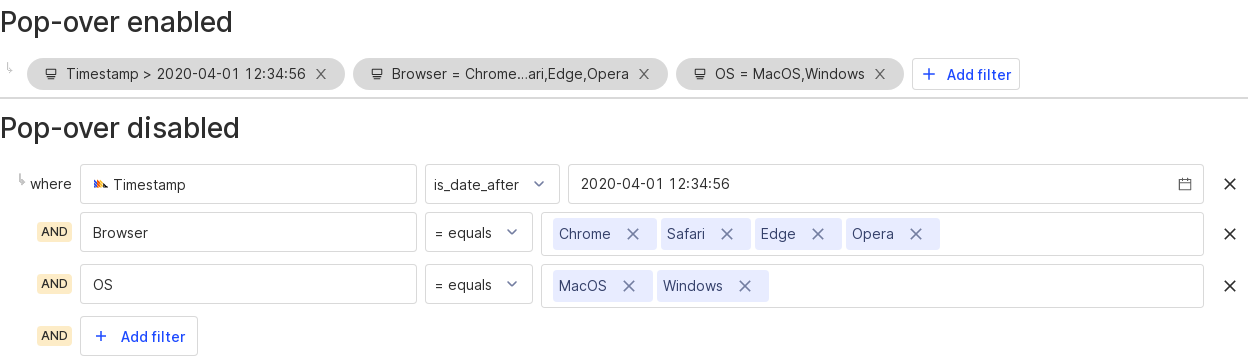 Pop-over enabled
Timestamp > 2020-04-01 12:34:56 Browser = Chrome...ari,Edge,Opera OS = MacOS,Windows + Add filter
Pop-over disabled
where Timestamp is_date_after 2020-04-01 12:34:56
AND Browser = equals Chrome Safari Edge Opera
AND OS = equals MacOS Windows
AND + Add filter